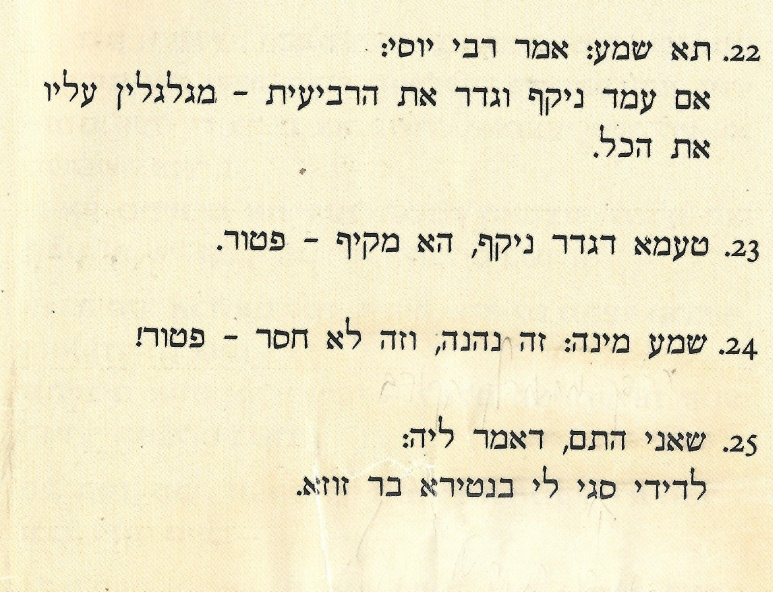 22. תא שמע: אמר רבי יוסי:
אם עמד ניקף וגדר את הרביעית – מגלגלין עליו
את הכל.
23. טעמא דגדר ניקף, הא מקיף – פטור.
24. שמע מינה: זה נהנה, וזה לא חסר – פטור!
25. שאני התם, דאמר ליה:
לדידי סגי לי בנטירא בר זוזא.